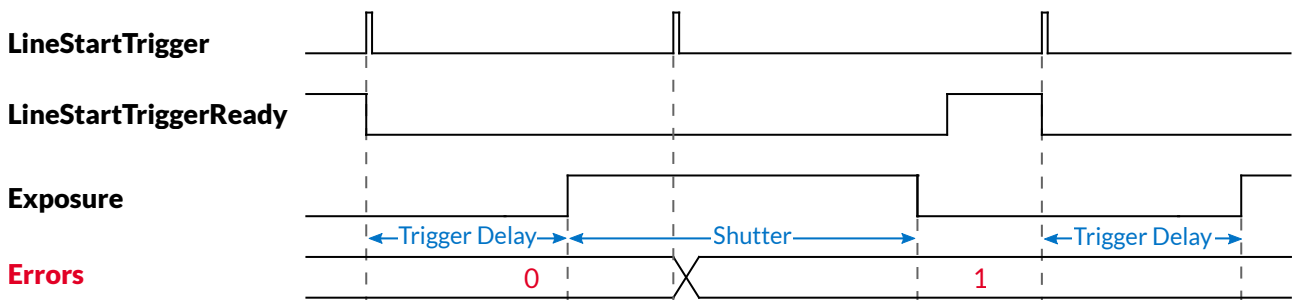 LineStartTrigger
LineStartTriggerReady
Exposure
Trigger Delay
Shutter
Trigger Delay
Errors
0
1